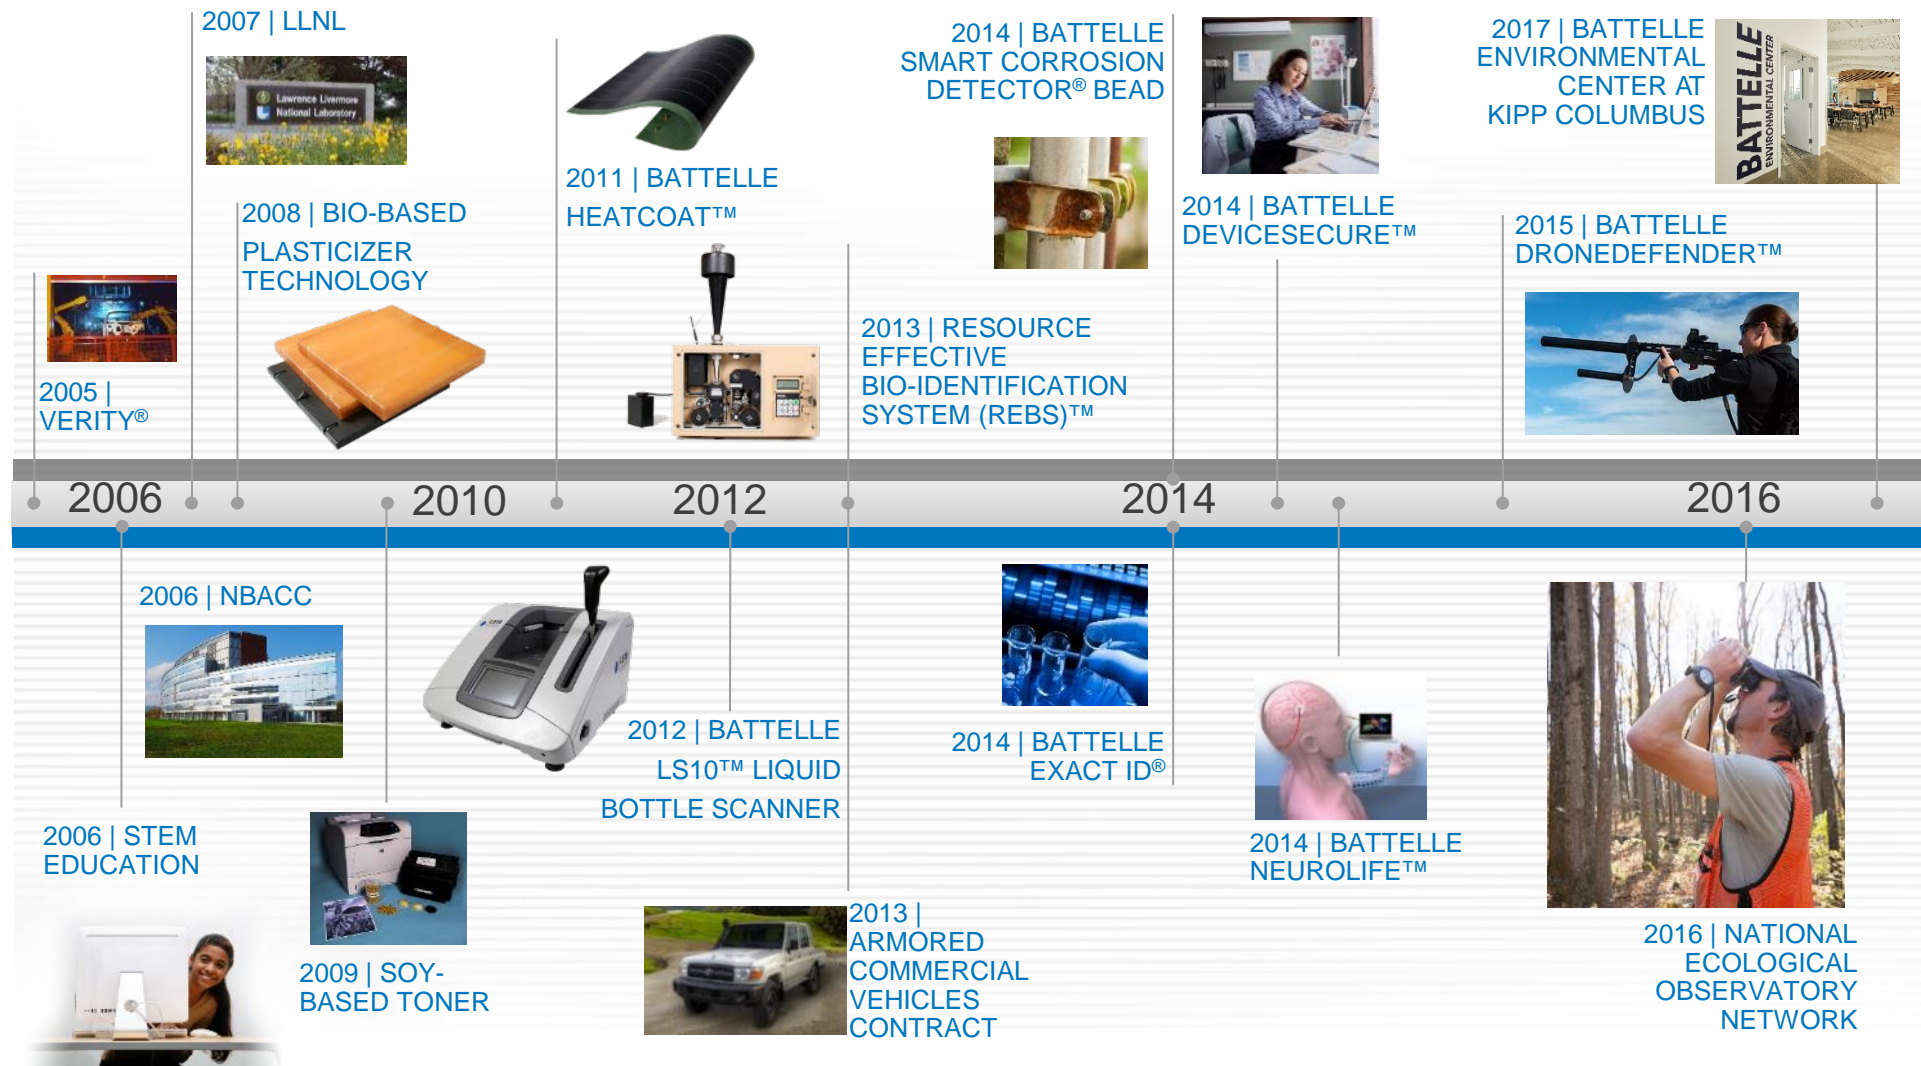 2007 | LLNL
Lawrence Livermore
National Laboratory
2008 | BIO-BASED
PLASTICIZER
TECHNOLOGY
2005 |
VERITY®
2011 | BATTELLE
HEATCOAT™
2013 | RESOURCE
EFFECTIVE
BIO-IDENTIFICATION
SYSTEM (REBS)™
2014 | BATTELLE
SMART CORROSION
DETECTOR® BEAD
2014 | BATTELLE
DEVICESECURE™
2017 | BATTELLE
ENVIRONMENTAL
CENTER AT
KIPP COLUMBUS
BATTELLE
ENVIRONMENTAL CENTER
2015 | BATTELLE
DRONEDEFENDER™
2006
2010
2012
2014
2016
2006 | NBACC
2006 | STEM
EDUCATION
2009 | SOY-
BASED TONER
2012 | BATTELLE
LS10™ LIQUID
BOTTLE SCANNER
2013 |
ARMORED
COMMERCIAL
VEHICLES
CONTRACT
2014 | BATTELLE
EXACT ID®
2014 | BATTELLE
NEUROLIFE™
2016 | NATIONAL
ECOLOGICAL
OBSERVATORY
NETWORK